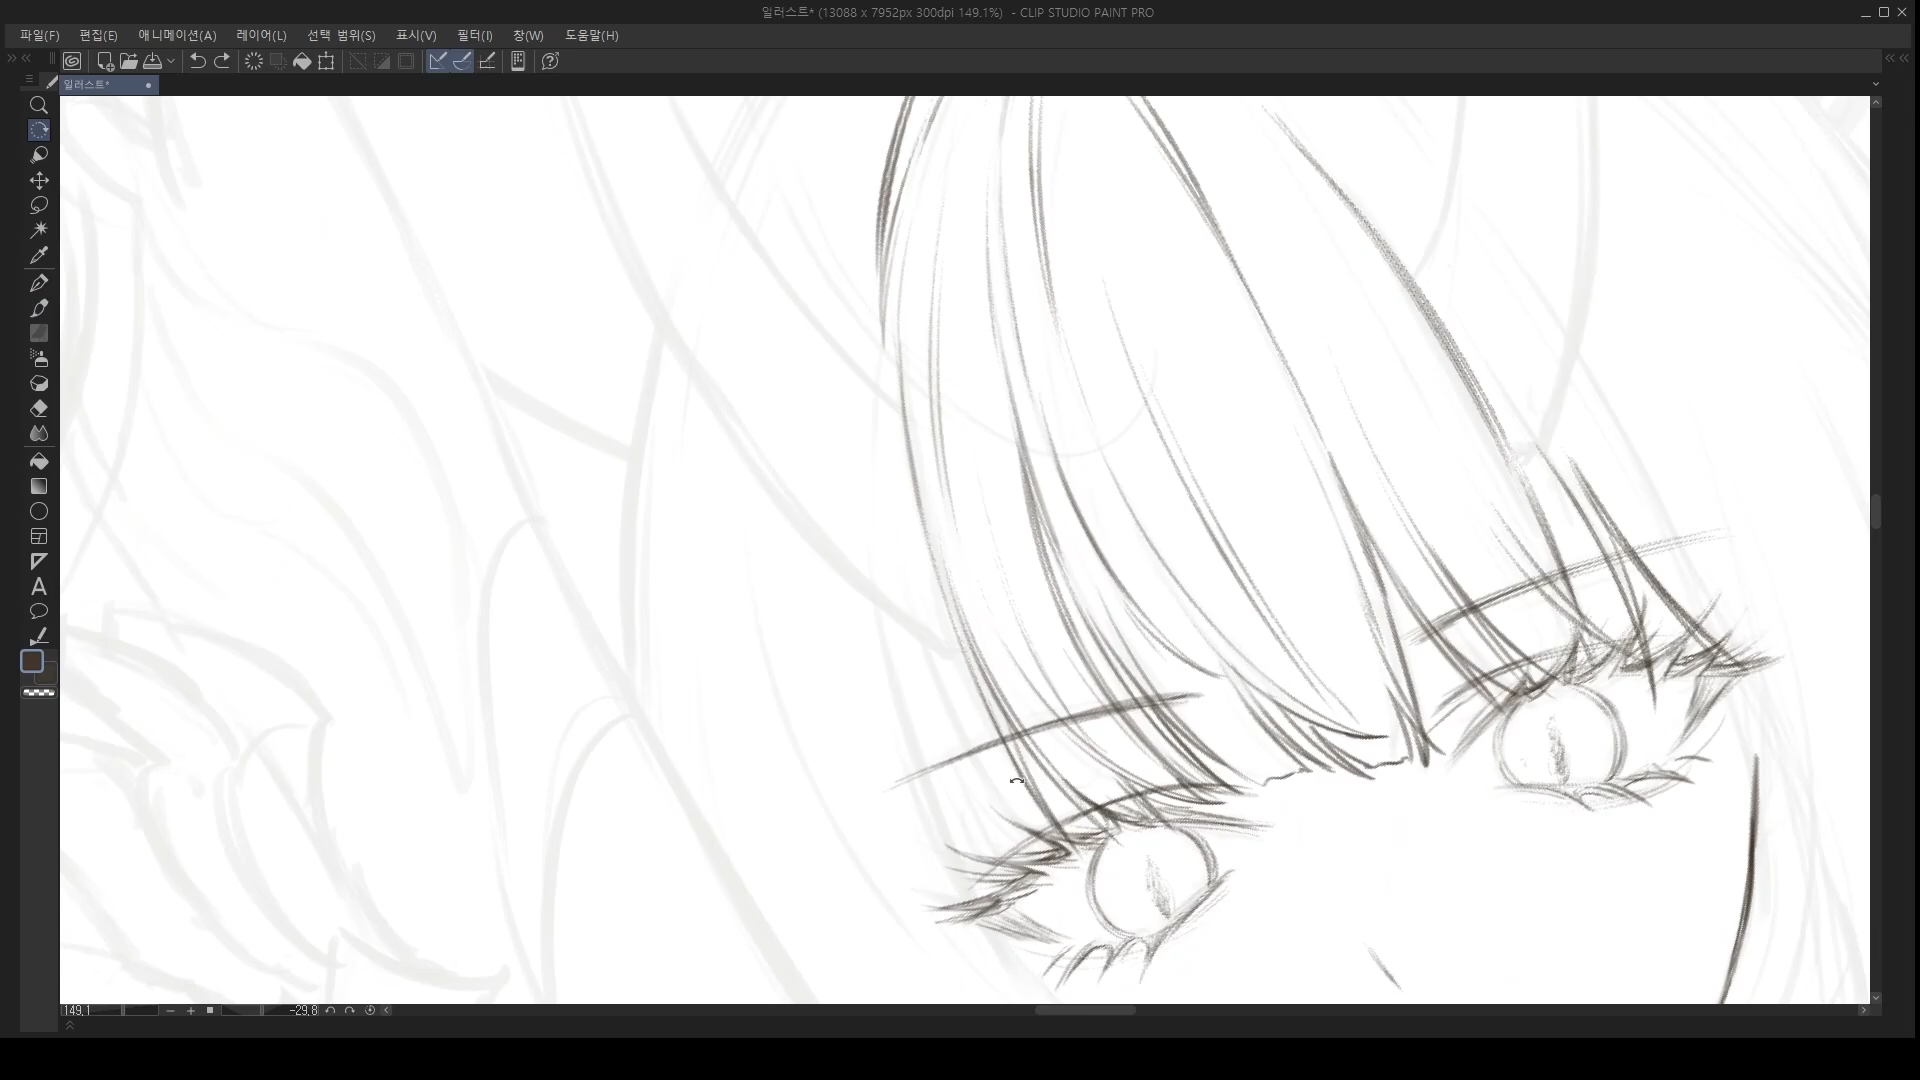 일러스트* (13088 x 7952px 300dpi 149.1%) - CLIP STUDIO PAINT PRO
파일(F) 편집(E) 애니메이션(A) 레이어(L) 선택 범위(S) 표시(V) 필터(I) 창(W) 도움말(H)
일러스트*
A
149.1 -29.8